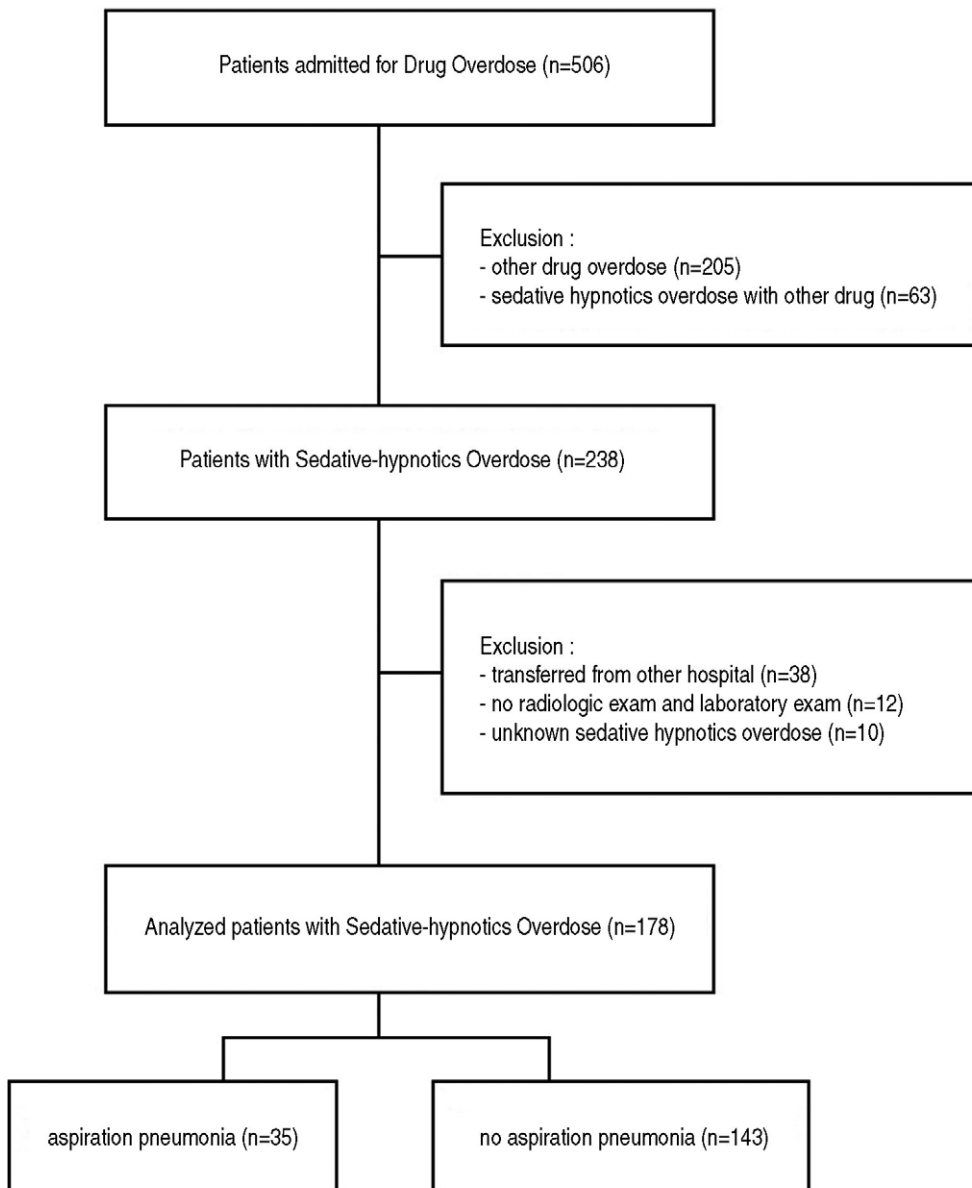 Patients admitted for Drug Overdose (n=506)
Exclusion :
- other drug overdose (n=205)
- sedative hypnotics overdose with other drug (n=63)
Patients with Sedative-hypnotics Overdose (n=238)
Exclusion :
- transferred from other hospital (n=38)
- no radiologic exam and laboratory exam (n=12)
- unknown sedative hypnotics overdose (n=10)
Analyzed patients with Sedative-hypnotics Overdose (n=178)
aspiration pneumonia (n=35)
no aspiration pneumonia (n=143)